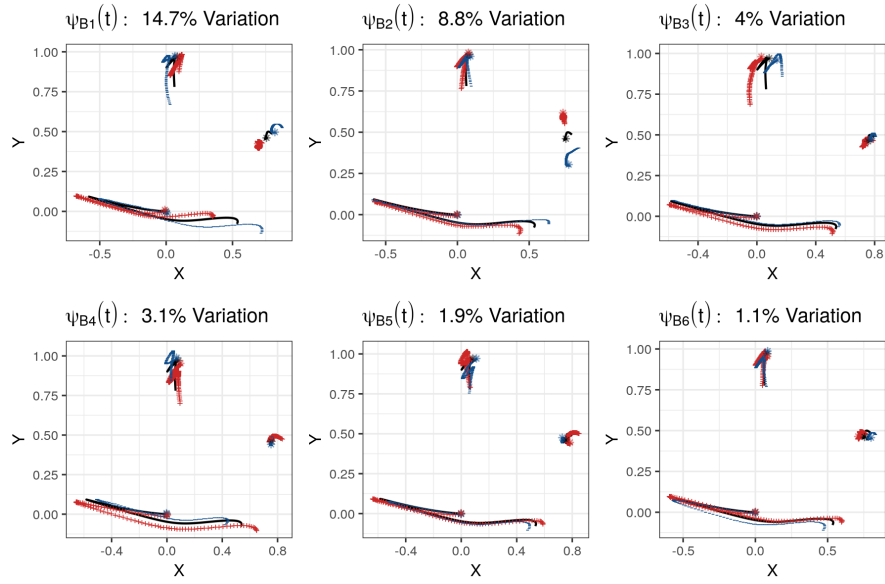 ψB1(t) : 14.7% Variation
ψB2(t) : 8.8% Variation
ψB3(t) : 4% Variation
1.00
0.75
0.50
0.25
0.00
Y
-0.5 0.0 0.5
X
1.00
0.75
0.50
0.25
0.00
Y
-0.5 0.0 0.5
X
1.00
0.75
0.50
0.25
0.00
Y
-0.4 0.0 0.4 0.8
X
ψB4(t) : 3.1% Variation
ψB5(t) : 1.9% Variation
ψB6(t) : 1.1% Variation
1.00
0.75
0.50
0.25
0.00
Y
-0.4 0.0 0.4 0.8
X
1.00
0.75
0.50
0.25
0.00
Y
-0.4 0.0 0.4 0.8
X
1.00
0.75
0.50
0.25
0.00
Y
-0.5 0.0 0.5
X